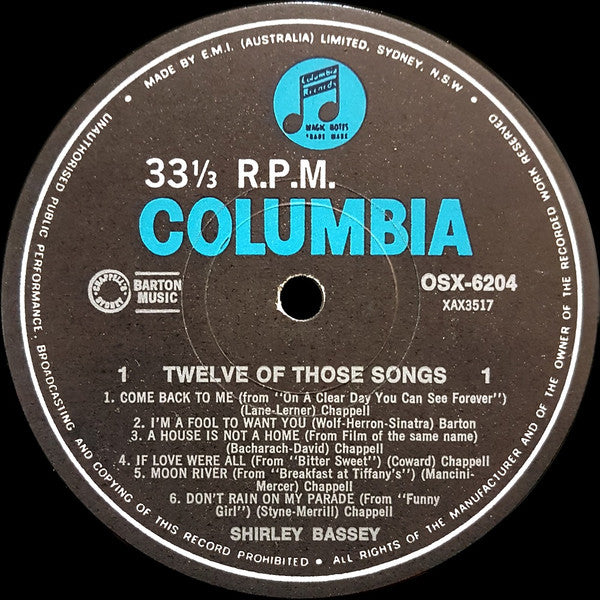 MADE BY E.M.I. (AUSTRALIA) LIMITED, SYDNEY, N.S.W.
UNAUTHORISED PUBLIC PERFORMANCE, BROADCASTING AND COPYING OF THIS RECORD PROHIBITED • ALL RIGHTS OF THE MANUFACTURER AND OF THE OWNER OF THE RECORDED WORK RESERVED
Columbia
Records
MAGIC NOTES
TRADE MARK
33⅓ R.P.M.
COLUMBIA
CHAPPELL'S
SYDNEY
BARTON
MUSIC
OSX-6204
XAX3517
1 TWELVE OF THOSE SONGS 1
1. COME BACK TO ME (from "On A Clear Day You Can See Forever")
(Lane-Lerner) Chappell
2. I'M A FOOL TO WANT YOU (Wolf-Herron-Sinatra) Barton
3. A HOUSE IS NOT A HOME (From Film of the same name)
(Bacharach-David) Chappell
4. IF LOVE WERE ALL (From "Bitter Sweet") (Coward) Chappell
5. MOON RIVER (From "Breakfast at Tiffany's") (Mancini-
Mercer) Chappell
6. DON'T RAIN ON MY PARADE (From "Funny
Girl") (Styne-Merrill) Chappell
SHIRLEY BASSEY